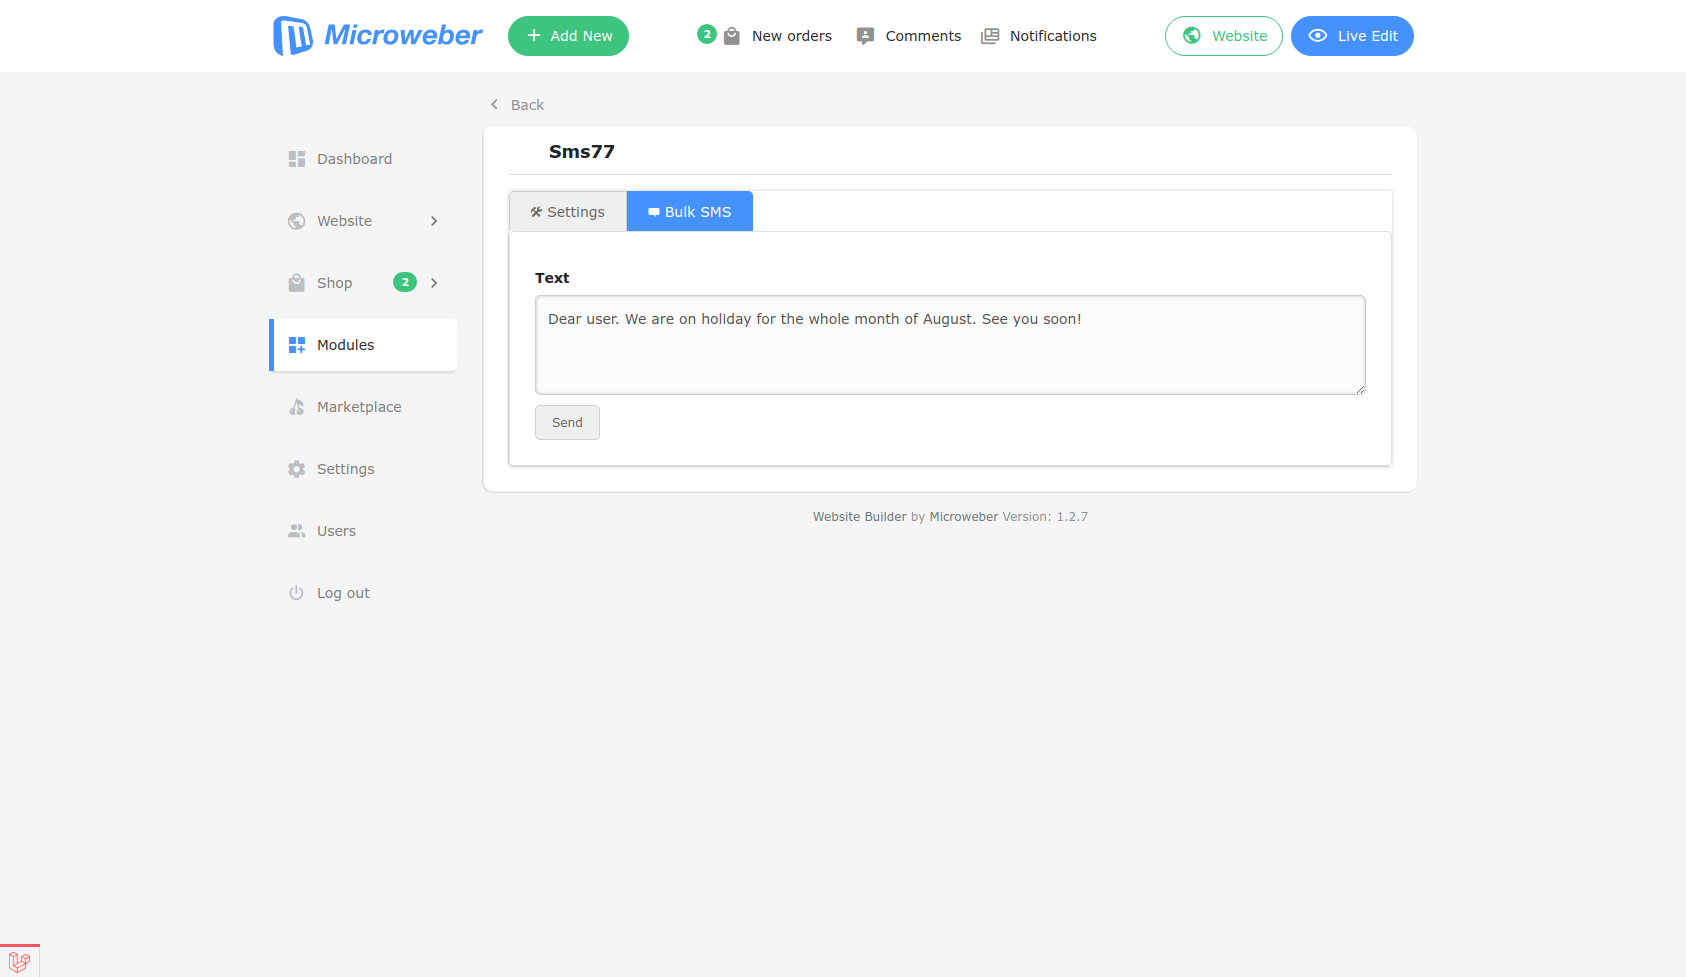 Microweber
Add New
2
New orders
Comments
Notifications
Website
Live Edit
Back
Dashboard
Website
Shop
2
Modules
Marketplace
Settings
Users
Log out
Sms77
Settings
Bulk SMS
Text
Dear user. We are on holiday for the whole month of August. See you soon!
Send
Website Builder by Microweber Version: 1.2.7